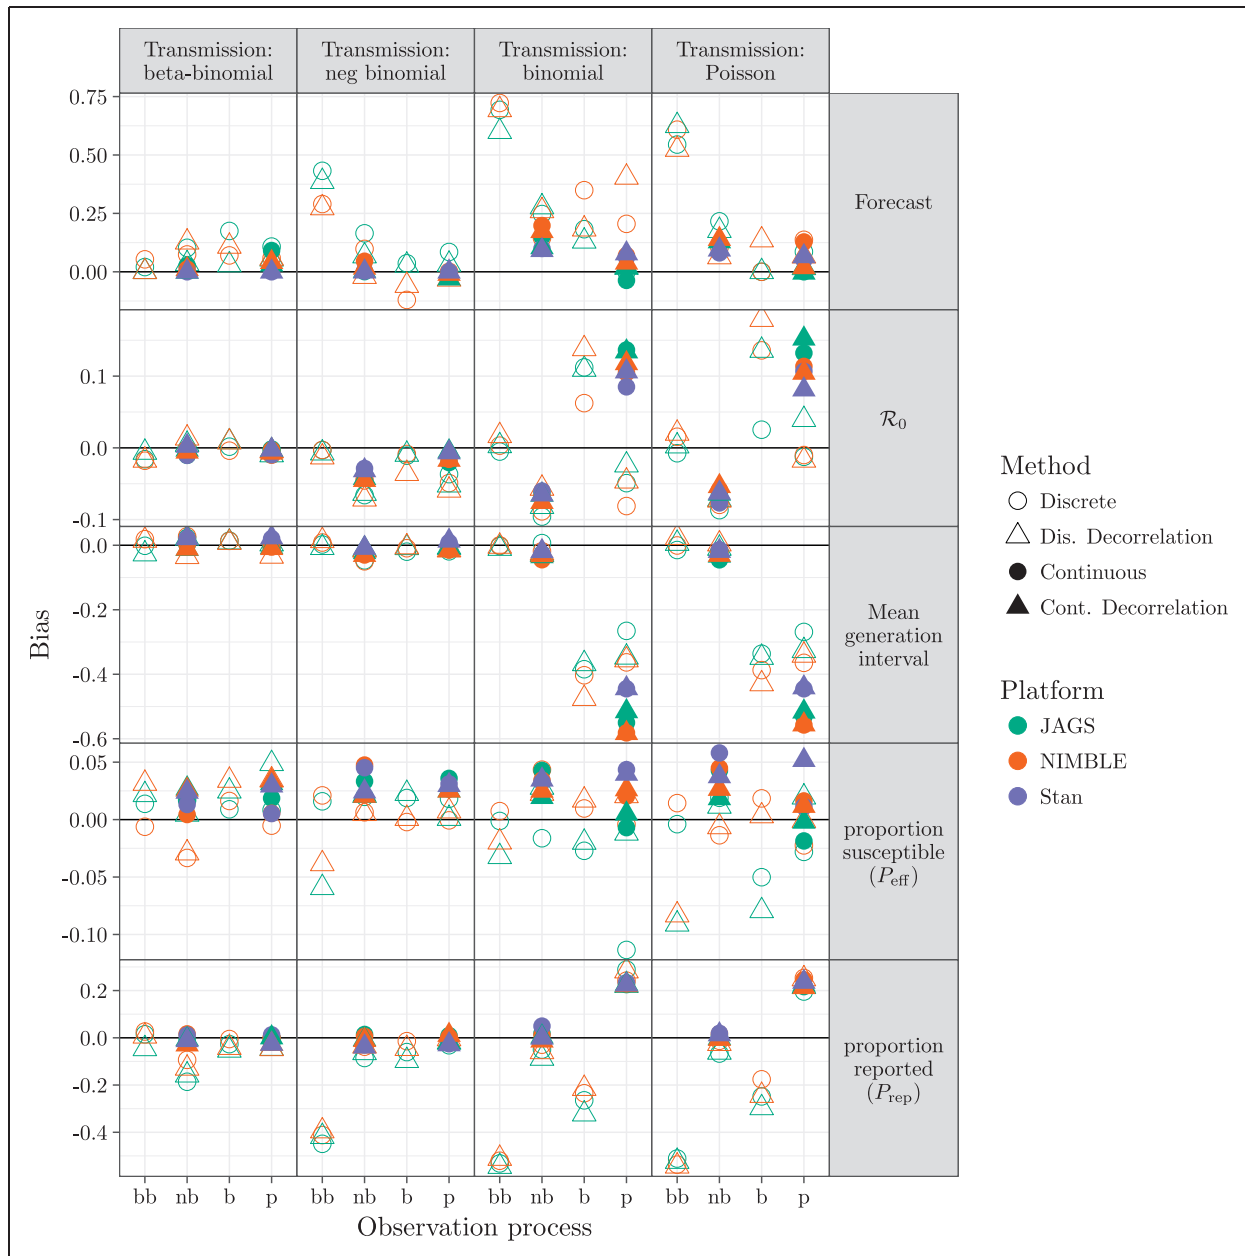 Transmission:
beta-binomial
Transmission:
neg binomial
Transmission:
binomial
Transmission:
Poisson
0.75
0.50
0.25
0.00
Forecast
0.1
0.0
-0.1
R0
0.0
-0.2
-0.4
-0.6
Mean
generation
interval
0.05
0.00
-0.05
-0.10
proportion
susceptible
(Peff)
0.2
0.0
-0.2
-0.4
proportion
reported
(Prep)
Bias
bb nb b p bb nb b p bb nb b p bb nb b p
Observation process
Method
Discrete
Dis. Decorrelation
Continuous
Cont. Decorrelation
Platform
JAGS
NIMBLE
Stan